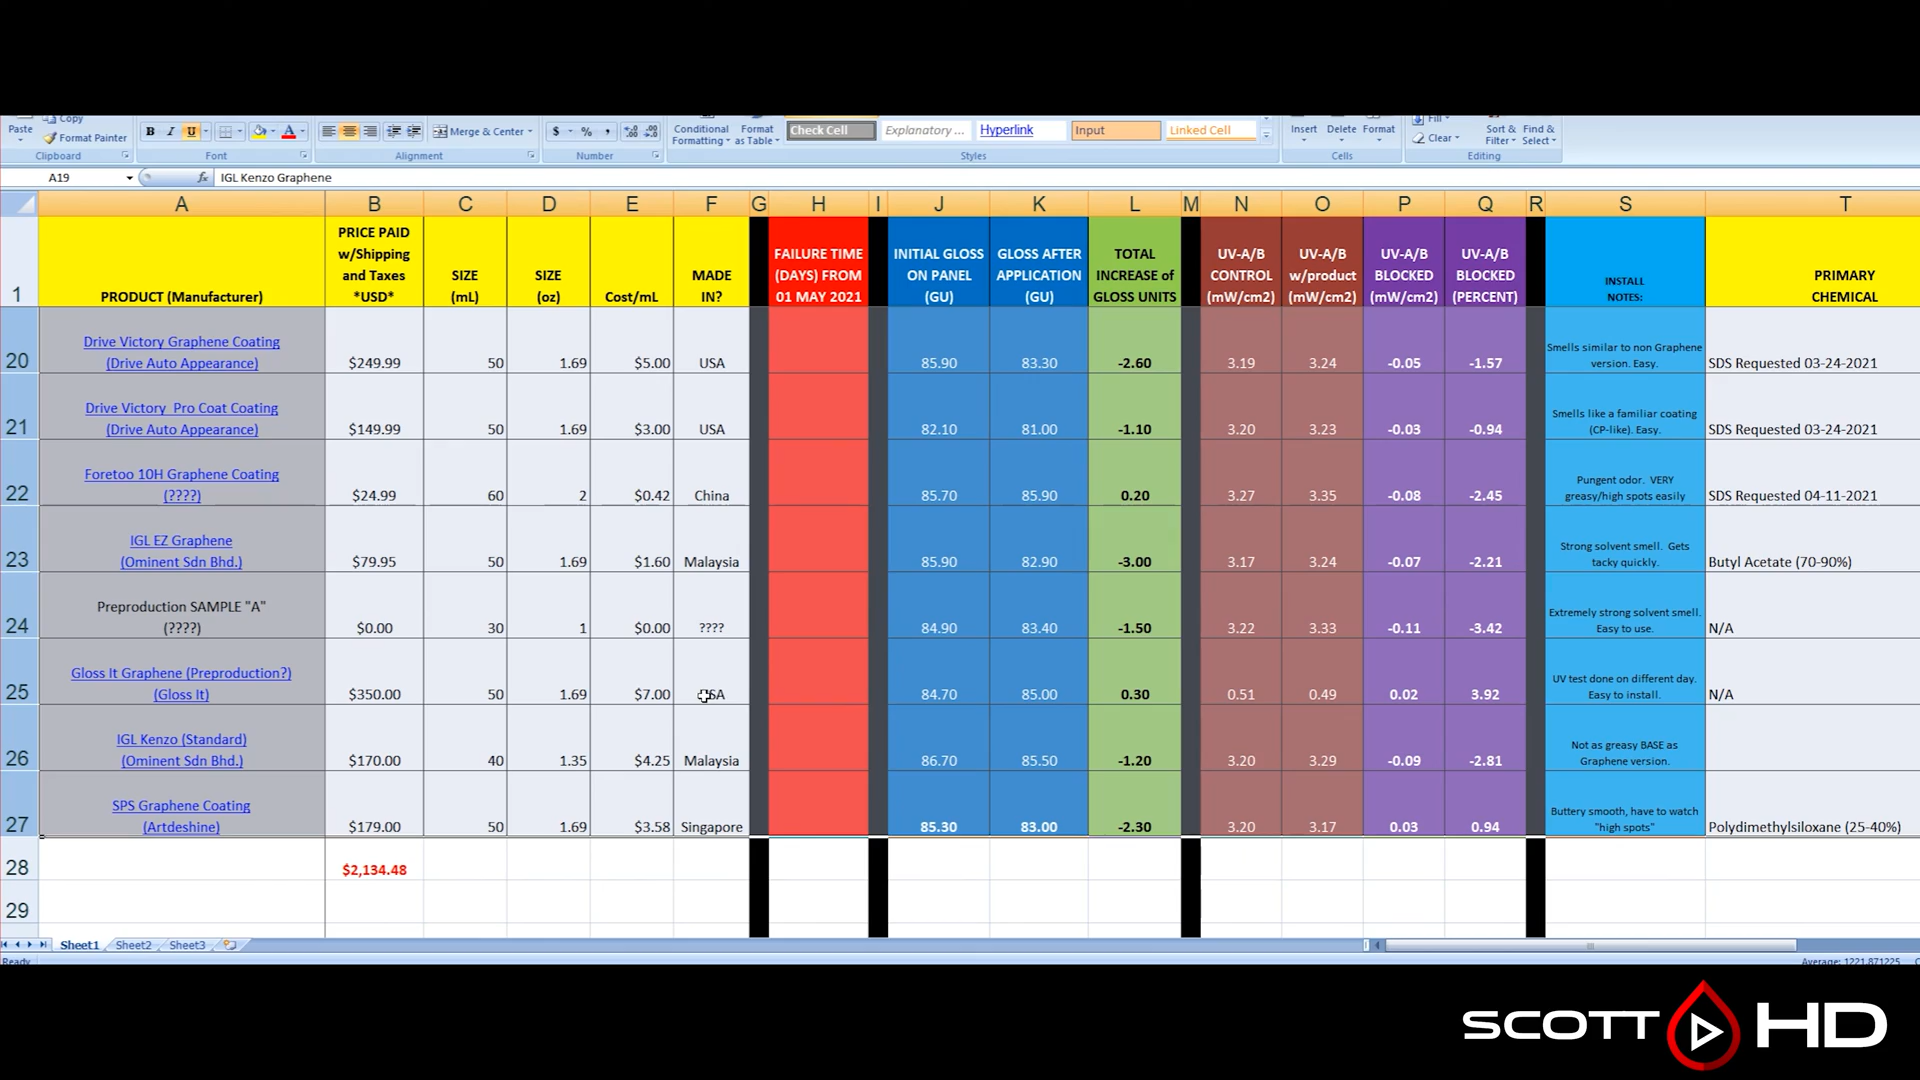 Copy
Paste
Format Painter
B I U
Merge & Center
$ % ,
Conditional Formatting
Format as Table
Check Cell
Explanatory ...
Hyperlink
Input
Linked Cell
Insert
Delete
Format
Fill
Clear
Sort & Filter
Find & Select
Clipboard
Font
Alignment
Number
Styles
Cells
Editing
A19
fx
IGL Kenzo Graphene
A B C D E F G H I J K L M N O P Q R S T
1
PRODUCT (Manufacturer)
PRICE PAID
w/Shipping
and Taxes
*USD*
SIZE
(mL)
SIZE
(oz)
Cost/mL
MADE
IN?
FAILURE TIME
(DAYS) FROM
01 MAY 2021
INITIAL GLOSS
ON PANEL
(GU)
GLOSS AFTER
APPLICATION
(GU)
TOTAL
INCREASE of
GLOSS UNITS
UV-A/B
CONTROL
(mW/cm2)
UV-A/B
w/product
(mW/cm2)
UV-A/B
BLOCKED
(mW/cm2)
UV-A/B
BLOCKED
(PERCENT)
INSTALL
NOTES:
PRIMARY
CHEMICAL
20
Drive Victory Graphene Coating
(Drive Auto Appearance)
$249.99 50 1.69 $5.00 USA 85.90 83.30 -2.60 3.19 3.24 -0.05 -1.57
Smells similar to non Graphene
version. Easy.
SDS Requested 03-24-2021
21
Drive Victory Pro Coat Coating
(Drive Auto Appearance)
$149.99 50 1.69 $3.00 USA 82.10 81.00 -1.10 3.20 3.23 -0.03 -0.94
Smells like a familiar coating
(CP-like). Easy.
SDS Requested 03-24-2021
22
Foretoo 10H Graphene Coating
(????)
$24.99 60 2 $0.42 China 85.70 85.90 0.20 3.27 3.35 -0.08 -2.45
Pungent odor. VERY
greasy/high spots easily
SDS Requested 04-11-2021
23
IGL EZ Graphene
(Ominent Sdn Bhd.)
$79.95 50 1.69 $1.60 Malaysia 85.90 82.90 -3.00 3.17 3.24 -0.07 -2.21
Strong solvent smell. Gets
tacky quickly.
Butyl Acetate (70-90%)
24
Preproduction SAMPLE "A"
(????)
$0.00 30 1 $0.00 ???? 84.90 83.40 -1.50 3.22 3.33 -0.11 -3.42
Extremely strong solvent smell.
Easy to use.
N/A
25
Gloss It Graphene (Preproduction?)
(Gloss It)
$350.00 50 1.69 $7.00 USA 84.70 85.00 0.30 0.51 0.49 0.02 3.92
UV test done on different day.
Easy to install.
N/A
26
IGL Kenzo (Standard)
(Ominent Sdn Bhd.)
$170.00 40 1.35 $4.25 Malaysia 86.70 85.50 -1.20 3.20 3.29 -0.09 -2.81
Not as greasy BASE as
Graphene version.
27
SPS Graphene Coating
(Artdeshine)
$179.00 50 1.69 $3.58 Singapore 85.30 83.00 -2.30 3.20 3.17 0.03 0.94
Buttery smooth, have to watch
"high spots"
Polydimethylsiloxane (25-40%)
28
$2,134.48
29
Sheet1 Sheet2 Sheet3
Ready
Average: 1221.871225
SCOTT HD